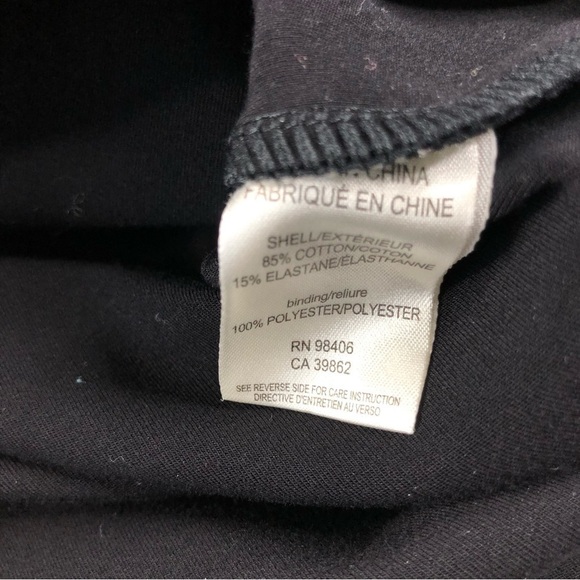 CHINA
FABRIQUÉ EN CHINE
SHELL/EXTÉRIEUR
85% COTTON/COTON
15% ELASTANE/ÉLASTHANNE
binding/reliure
100% POLYESTER/POLYESTER
RN 98406
CA 39862
SEE REVERSE SIDE FOR CARE INSTRUCTION
DIRECTIVE D'ENTRETIEN AU VERSO